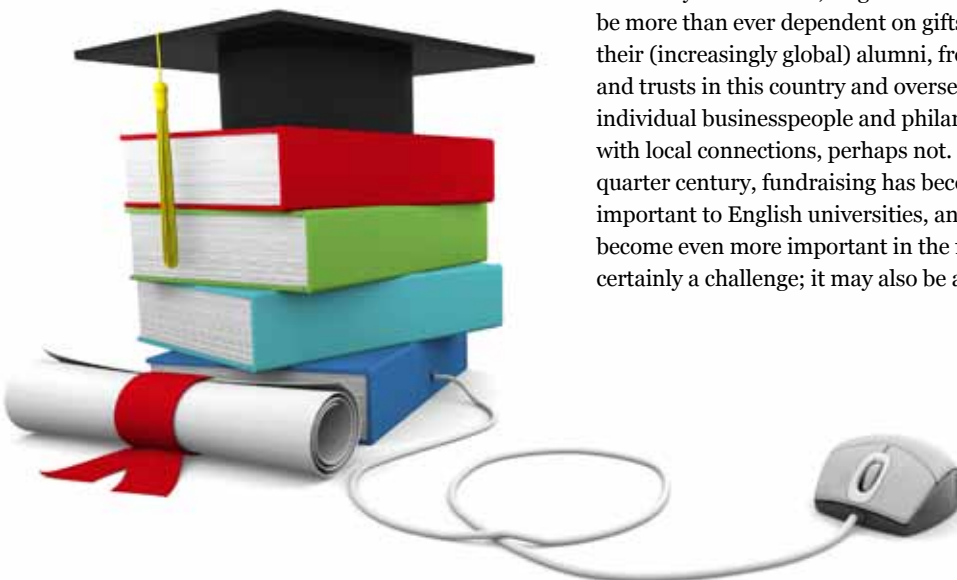 be more than ever dependent on gifts
their (increasingly global) alumni, fro
and trusts in this country and overse
individual businesspeople and philan
with local connections, perhaps not.
quarter century, fundraising has beco
important to English universities, an
become even more important in the
certainly a challenge; it may also be a